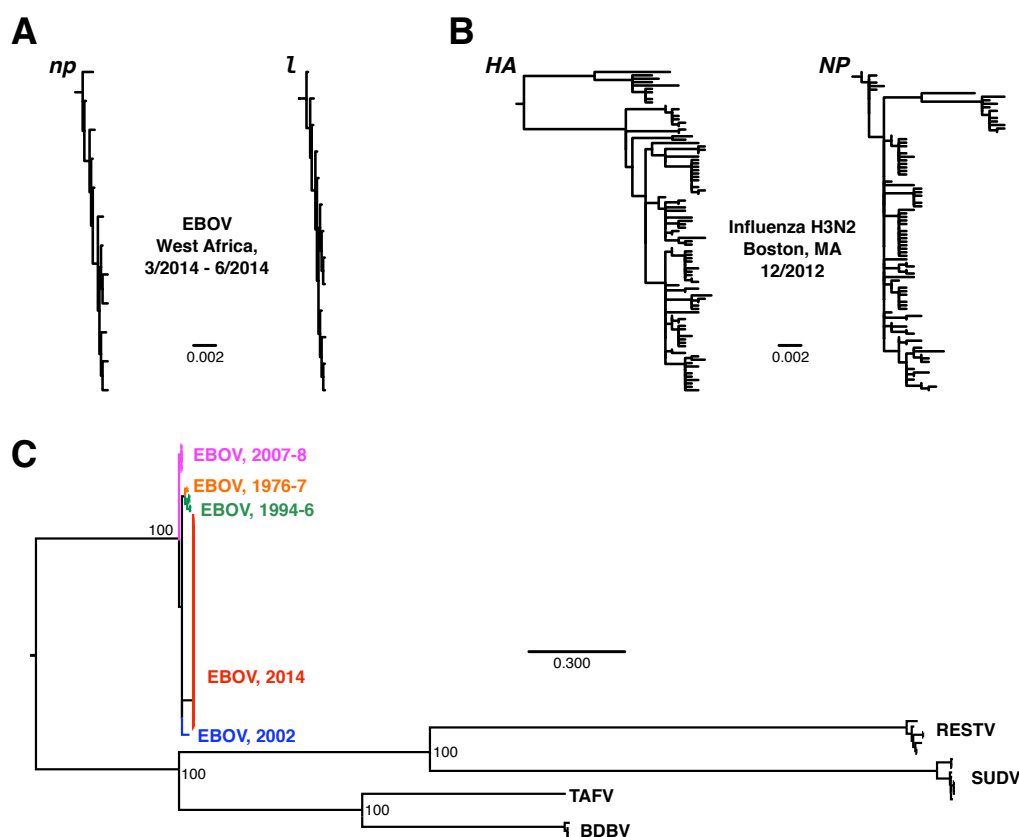 A
B
np
l
HA
NP
EBOV
West Africa,
3/2014 - 6/2014
Influenza H3N2
Boston, MA
12/2012
0.002
0.002
C
EBOV, 2007-8
EBOV, 1976-7
EBOV, 1994-6
100
0.300
EBOV, 2014
EBOV, 2002
RESTV
100
100
SUDV
TAFV
100
BDBV